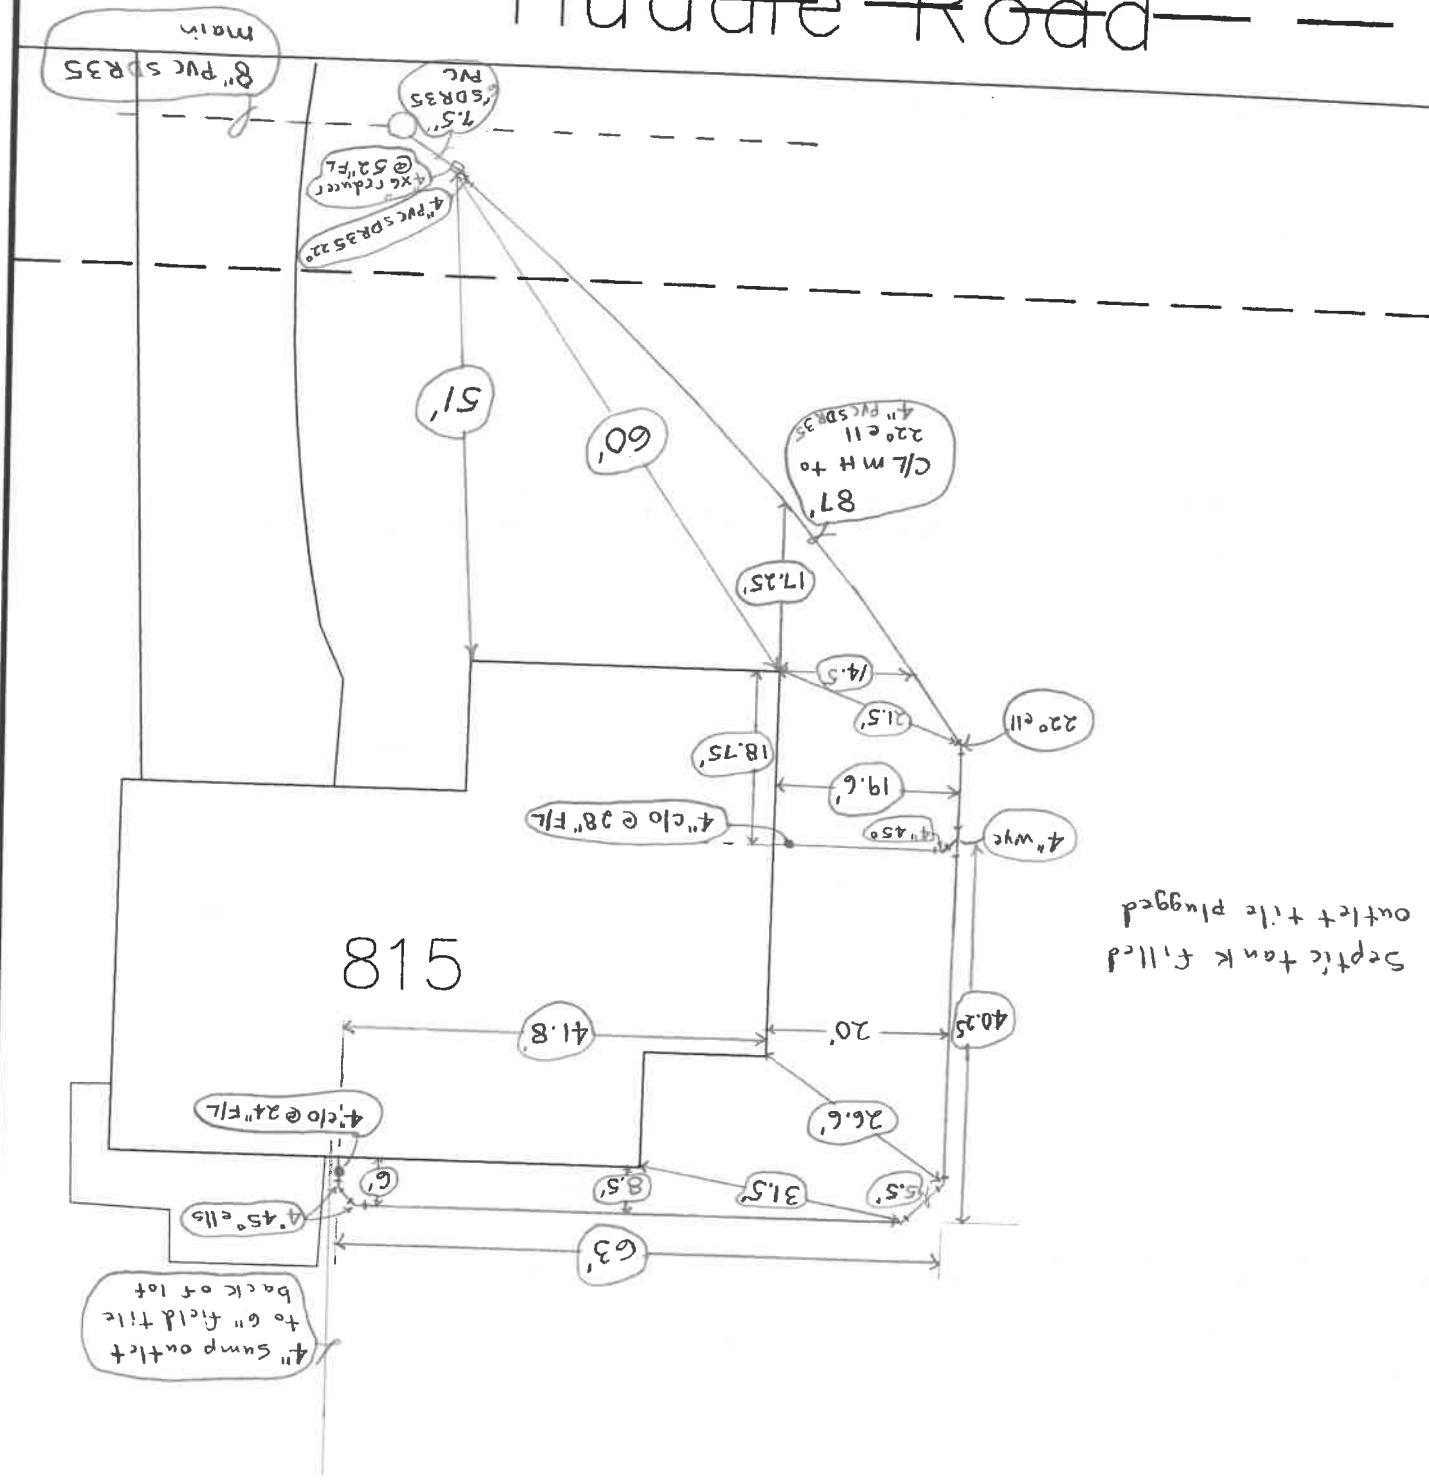 Road
8" PVC SDR35
main
7.5'
SDR35
PVC
4"x6" reducer
@ 52" FL
4" PVC SDR35 22°
51'
60'
87'
C/L MH to
22° ell
4" PVC SDR35
17.25'
14.5'
21.5'
22° ell
18.75'
19.6'
4" c/o @ 28" F/L
4" 45°
4" wye
Septic tank filled
outlet tile plugged
815
41.8'
20'
40.25
4" c/o @ 24" F/L
26.6'
6'
8.5'
31.5'
5.5'
4" 45° ells
63'
4" Sump outlet
to 6" field tile
back of lot